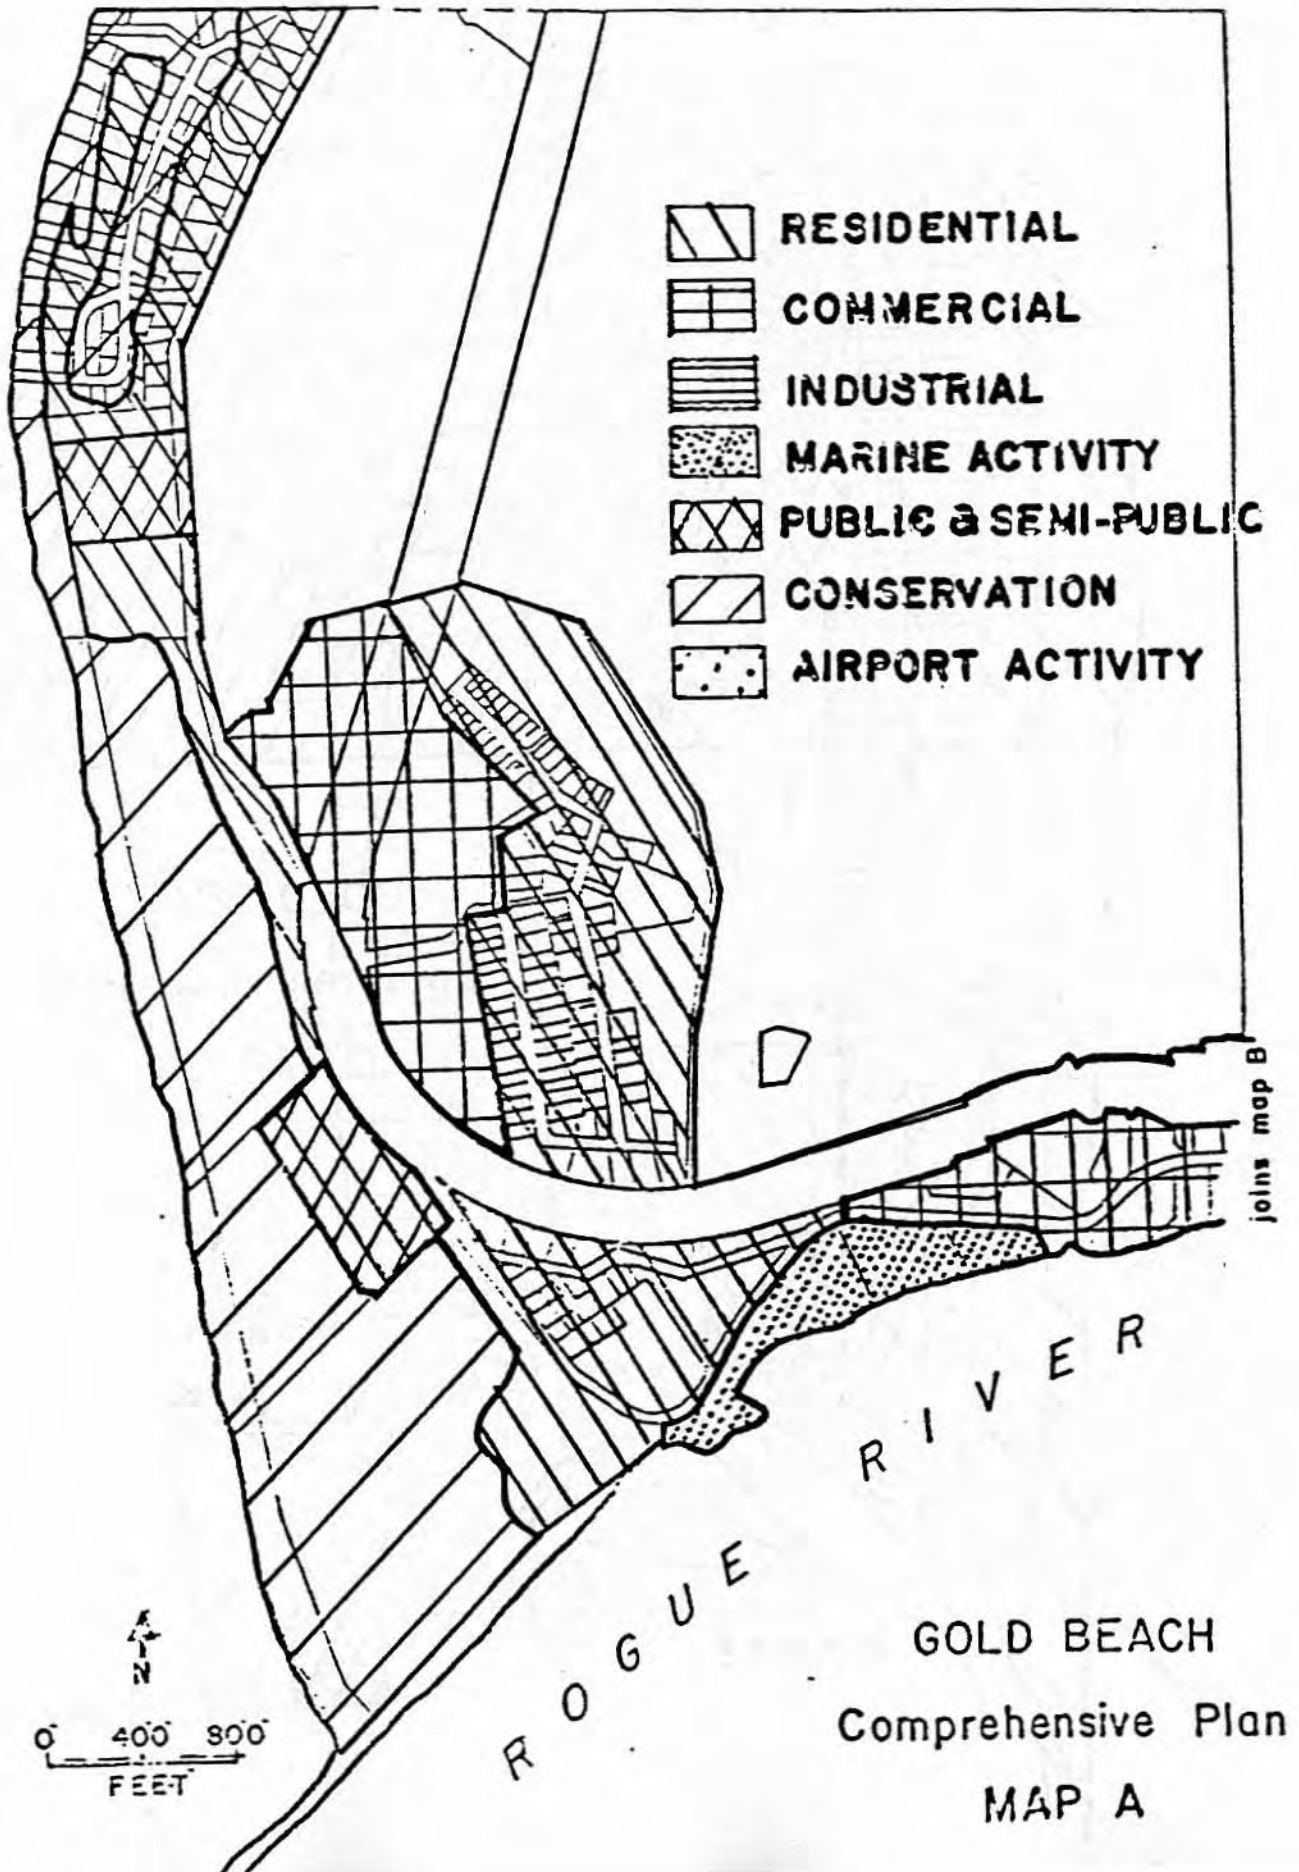 RESIDENTIAL
COMMERCIAL
INDUSTRIAL
MARINE ACTIVITY
PUBLIC & SEMI-PUBLIC
CONSERVATION
AIRPORT ACTIVITY
joins map B
ROGUE RIVER
N
0' 400' 800'
FEET
GOLD BEACH
Comprehensive Plan
MAP A